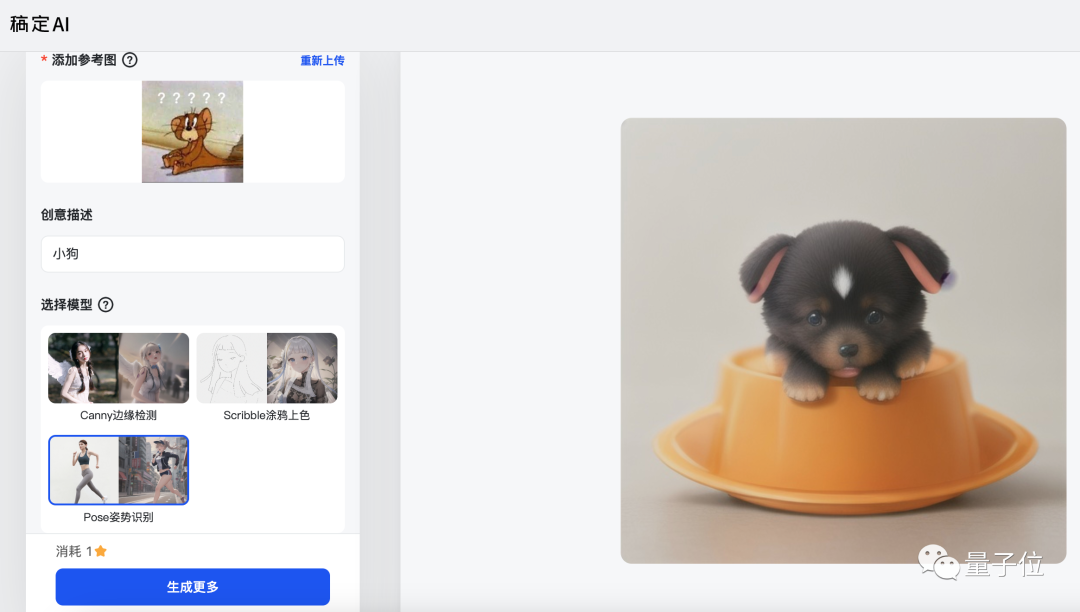 稿定AI
* 添加参考图 ?
重新上传
? ? ? ? ?
创意描述
小狗
选择模型 ?
Canny边缘检测
Scribble涂鸦上色
Pose姿势识别
消耗 1
生成更多
量子位